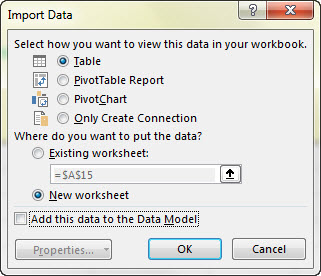 Import Data
?
Select how you want to view this data in your workbook.
Table
PivotTable Report
PivotChart
Only Create Connection
Where do you want to put the data?
Existing worksheet:
=$A$15
New worksheet
Add this data to the Data Model
Properties...
OK
Cancel